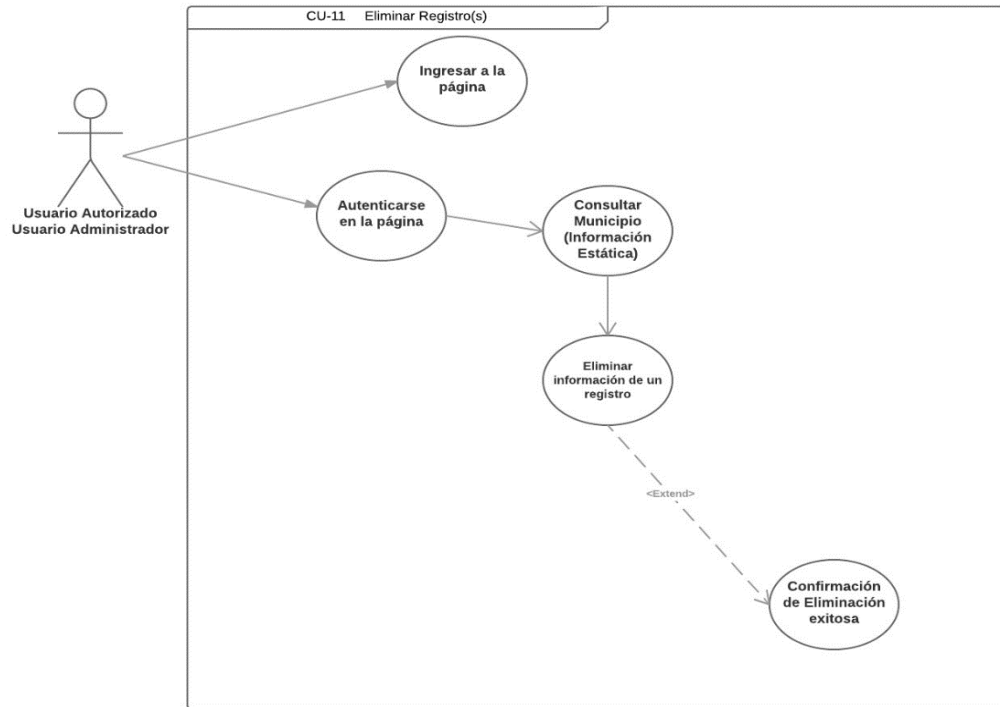 CU-11 Eliminar Registro(s)
Ingresar a la
página
Usuario Autorizado
Usuario Administrador
Autenticarse
en la página
Consultar
Municipio
(Información
Estática)
Eliminar
información de un
registro
<Extend>
Confirmación
de Eliminación
exitosa